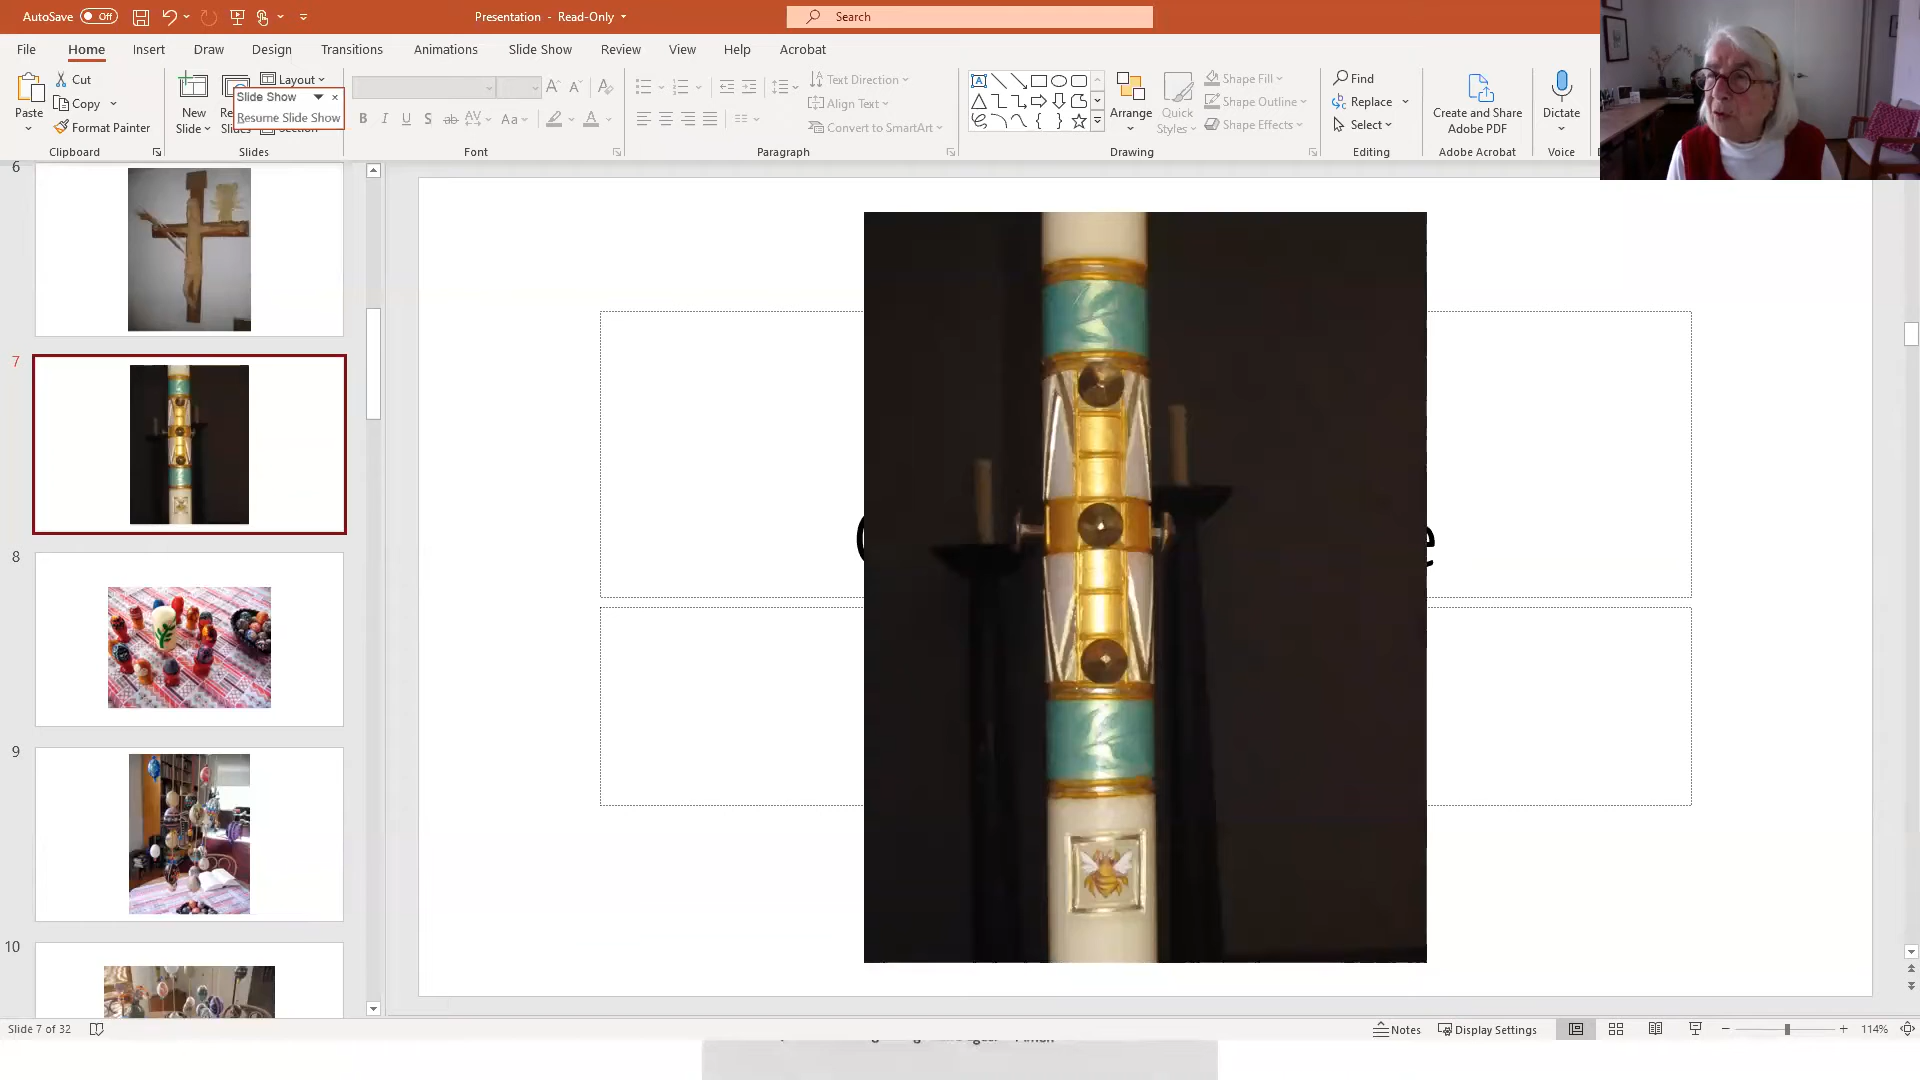 AutoSave Off
Presentation - Read-Only
Search
File Home Insert Draw Design Transitions Animations Slide Show Review View Help Acrobat
Paste
Cut
Copy
Format Painter
Clipboard
New
Slide
Layout
Slide Show
Resume Slide Show
Slides
B I U S ab AV Aa A
Font
Text Direction
Align Text
Convert to SmartArt
Paragraph
Arrange
Quick
Styles
Shape Fill
Shape Outline
Shape Effects
Drawing
Find
Replace
Select
Editing
Create and Share
Adobe PDF
Adobe Acrobat
Dictate
Voice
6
7
8
9
10
Slide 7 of 32
Notes
Display Settings
114%